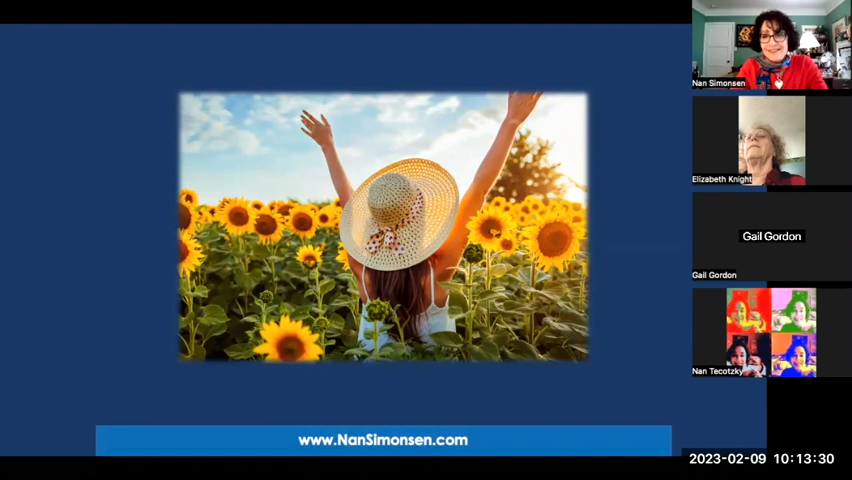 Nan Simonsen
Elizabeth Knight
Gail Gordon
Gail Gordon
Nan Tecotzky
www.NanSimonsen.com
2023-02-09 10:13:30